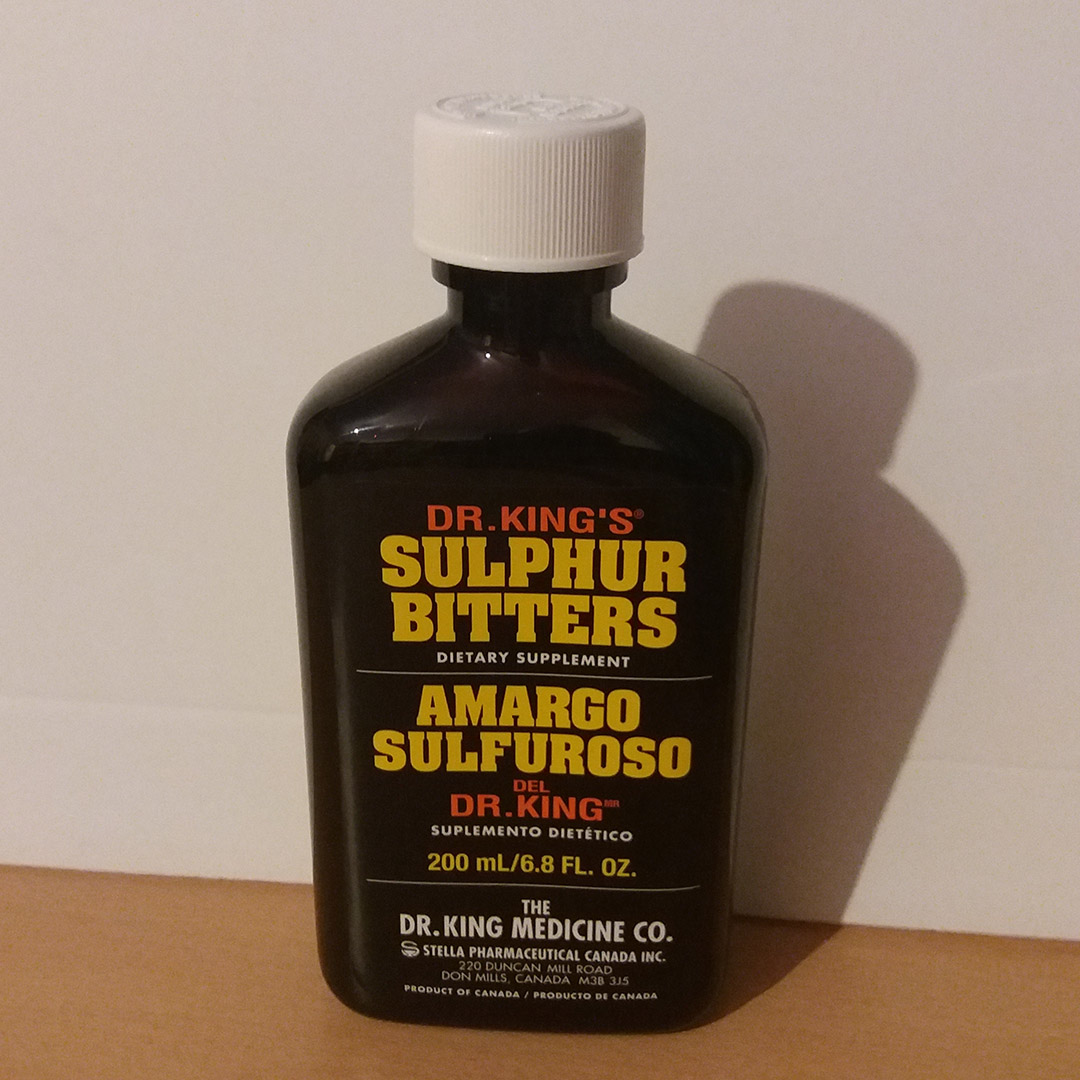 DR.KING'S®
SULPHUR
BITTERS
DIETARY SUPPLEMENT
AMARGO
SULFUROSO
DEL
DR.KING MR
SUPLEMENTO DIETÉTICO
200 mL/6.8 FL. OZ.
THE
DR.KING MEDICINE CO.
STELLA PHARMACEUTICAL CANADA INC.
220 DUNCAN MILL ROAD
DON MILLS, CANADA M3B 3J5
PRODUCT OF CANADA / PRODUCTO DE CANADA